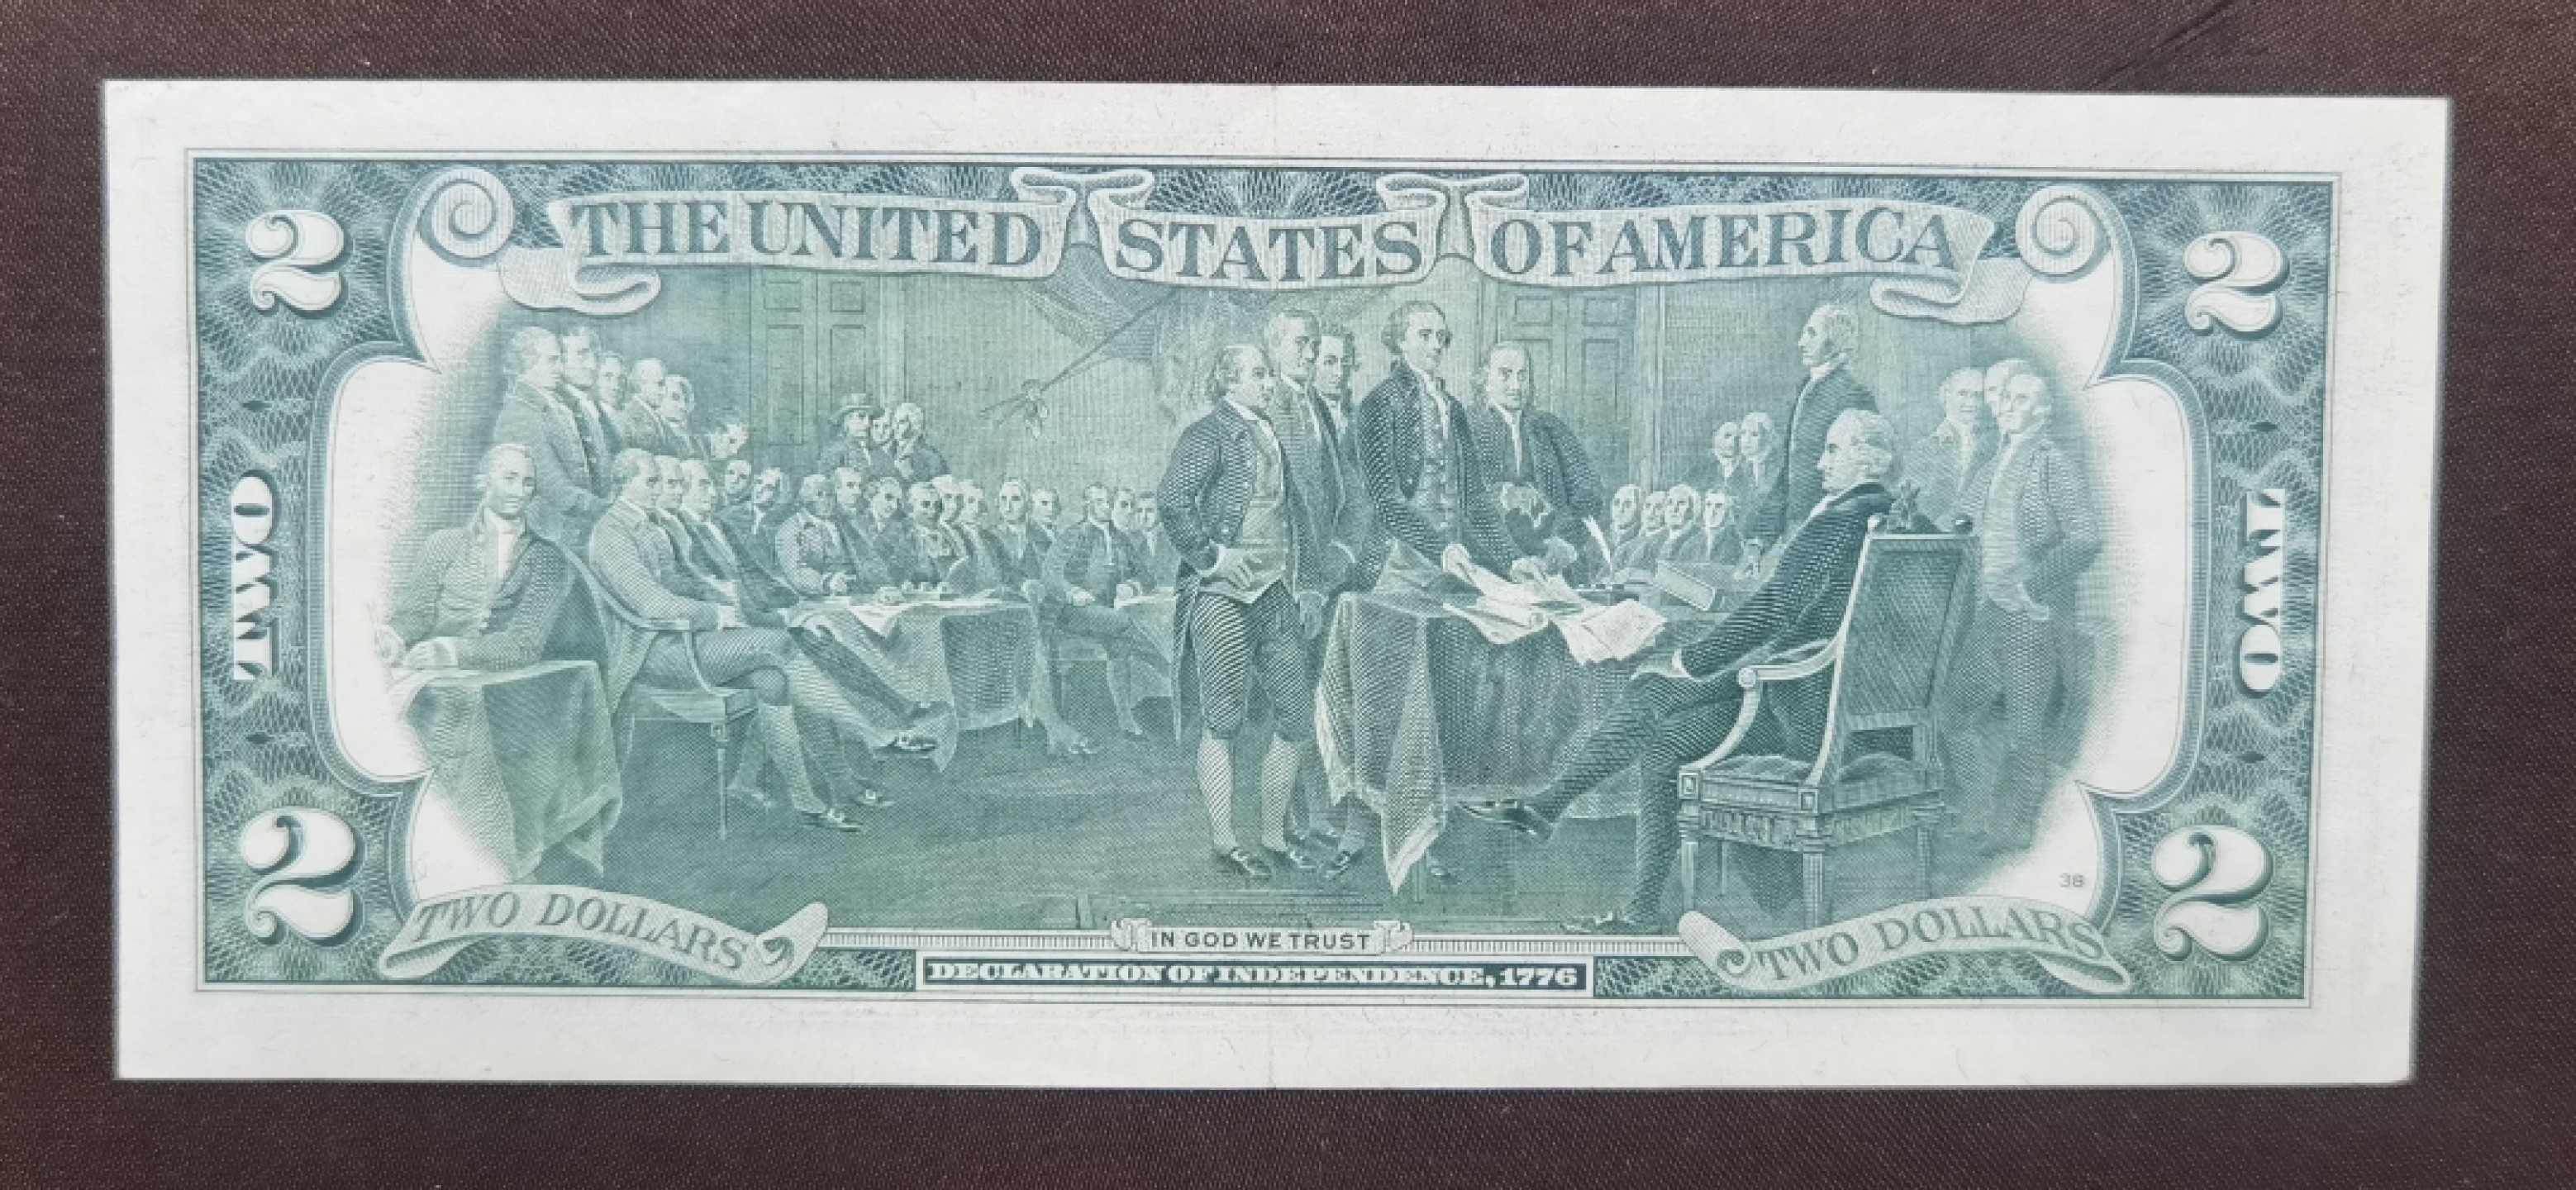 THE UNITED STATES OF AMERICA
2
2
TWO
TWO
2
2
38
TWO DOLLARS
IN GOD WE TRUST
TWO DOLLARS
DECLARATION OF INDEPENDENCE, 1776